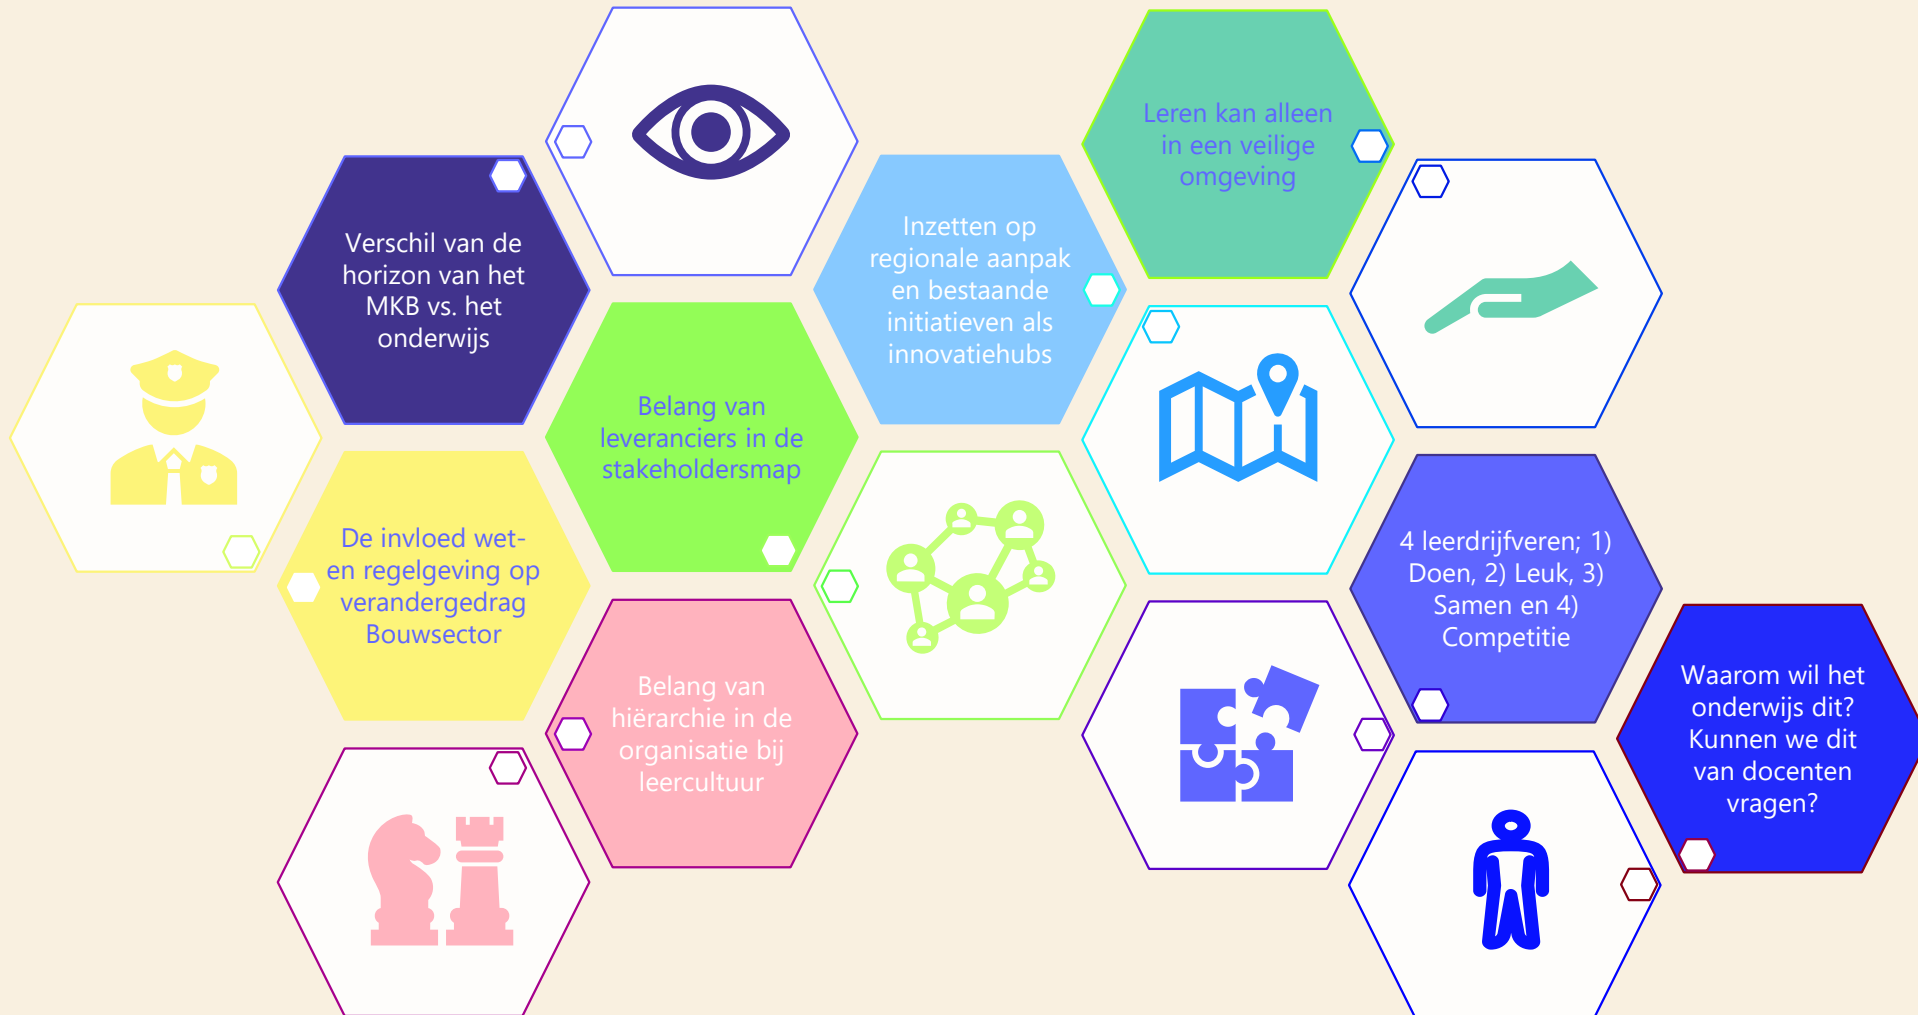 Leren kan alleen
in een veilige
omgeving
Verschil van de
horizon van het
MKB vs. het
onderwijs
Inzetten op
regionale aanpak
en bestaande
initiatieven als
innovatiehubs
Belang van
leveranciers in de
stakeholdersmap
De invloed wet-
en regelgeving op
verandergedrag
Bouwsector
4 leerdrijfveren; 1)
Doen, 2) Leuk, 3)
Samen en 4)
Competitie
Belang van
hiërarchie in de
organisatie bij
leercultuur
Waarom wil het
onderwijs dit?
Kunnen we dit
van docenten
vragen?